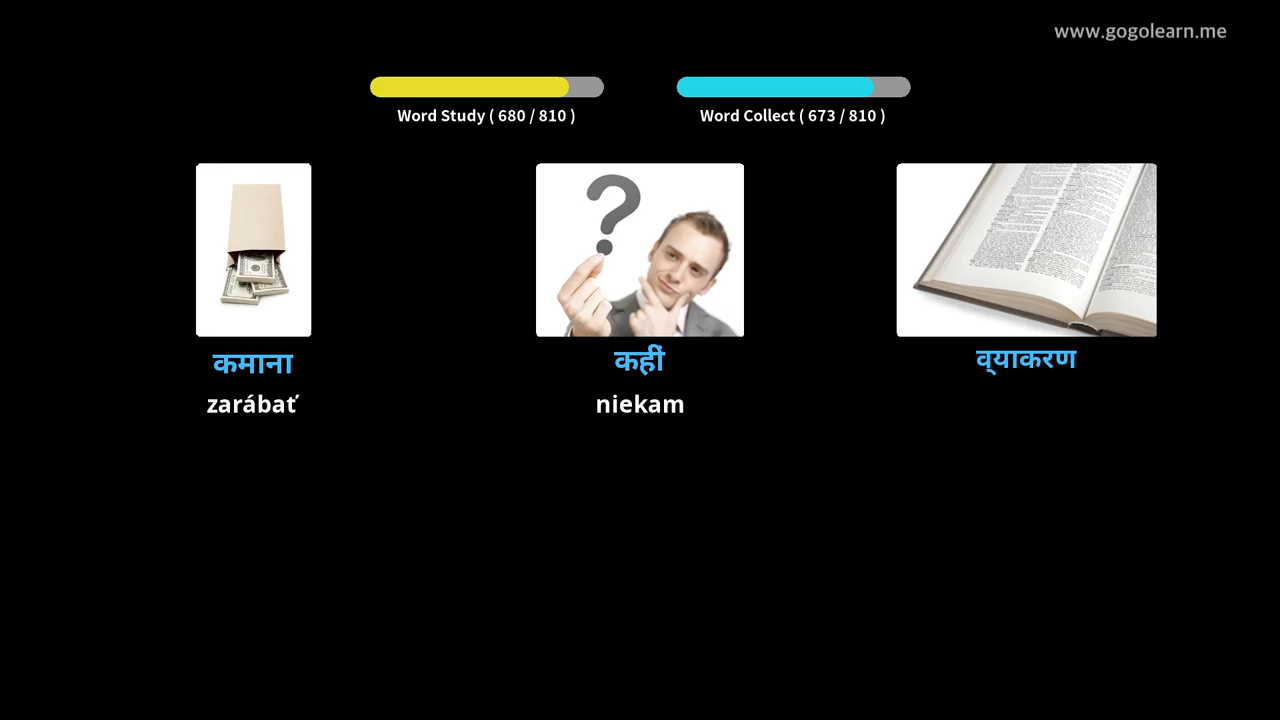 www.gogolearn.me
Word Study ( 680 / 810 )
Word Collect ( 673 / 810 )
?
कमाना
कहीं
व्याकरण
zarábať
niekam